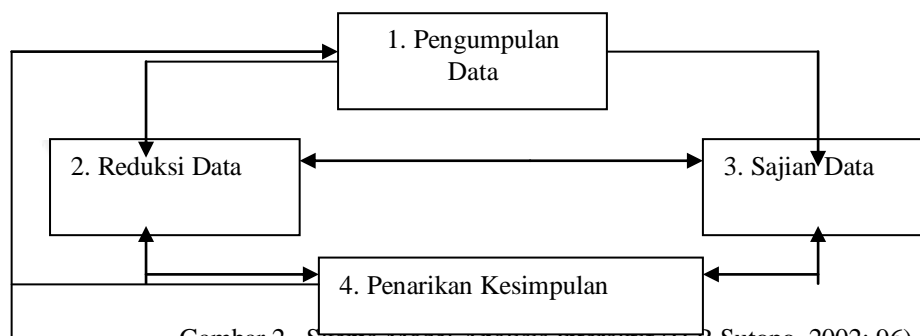 1. Pengumpulan
Data
2. Reduksi Data
3. Sajian Data
4. Penarikan Kesimpulan
Gambar 2. Sutopo, 2002: 96)